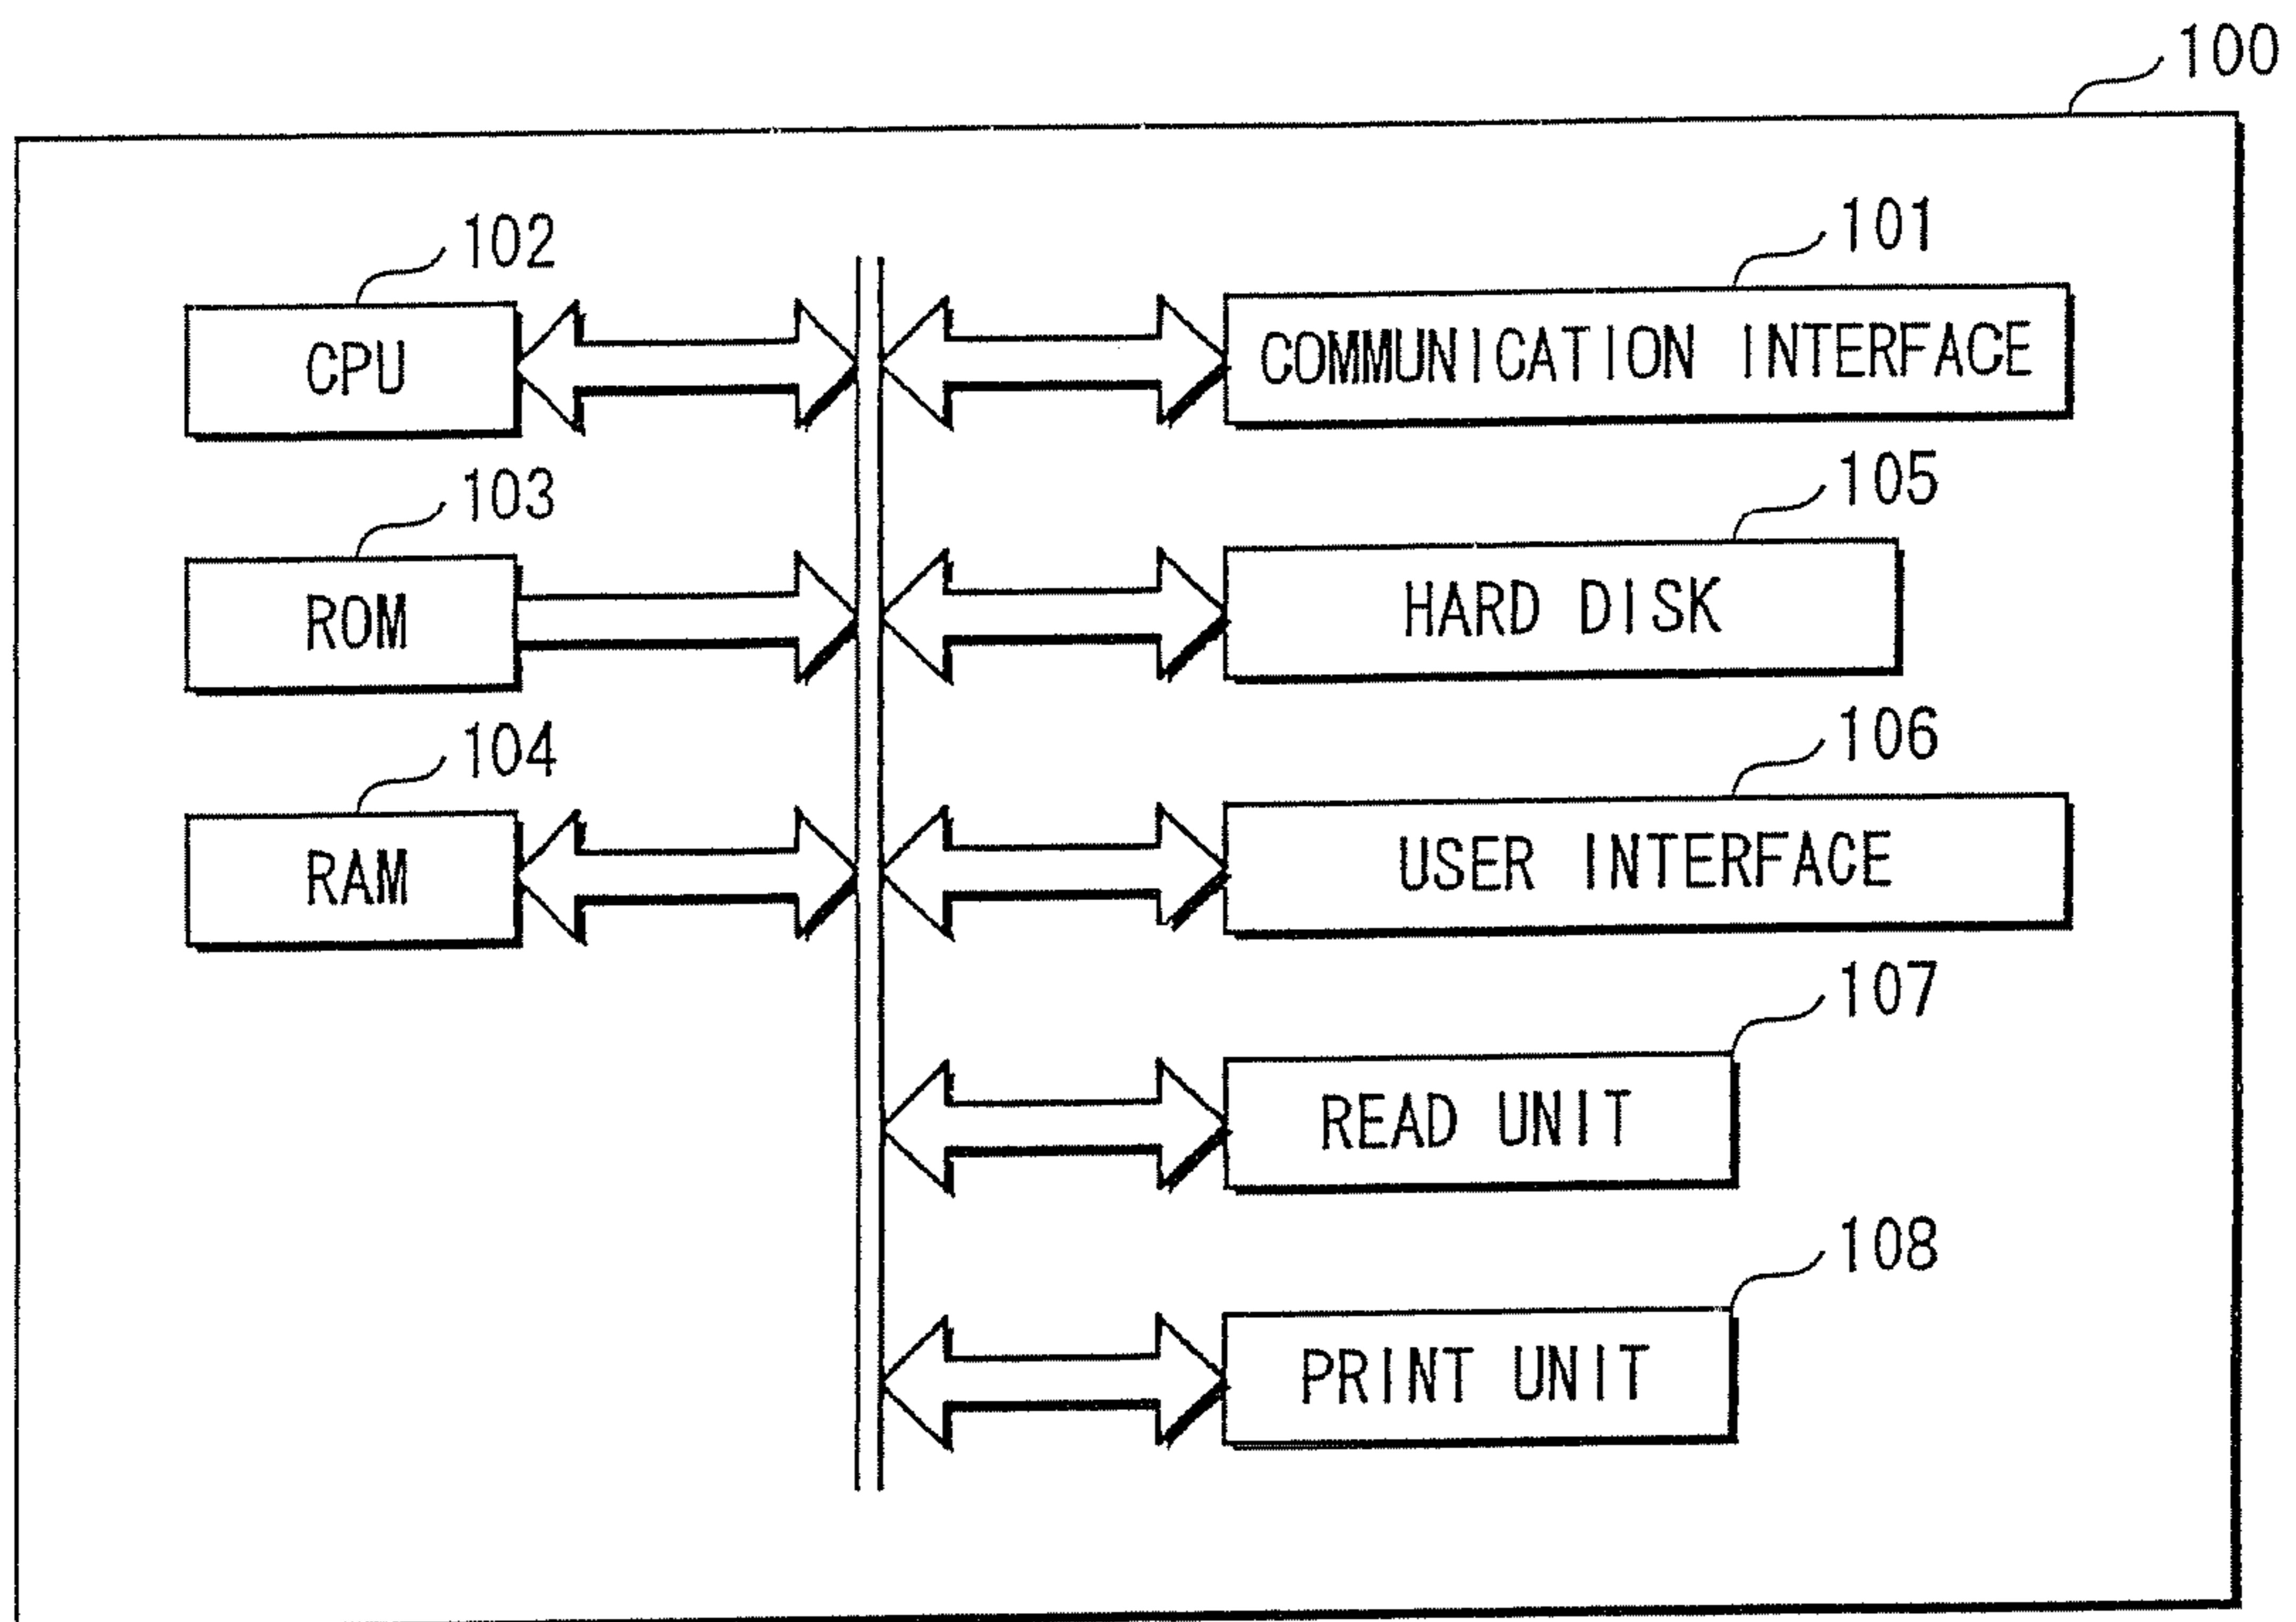 100
102
101
CPU
COMMUNICATION INTERFACE
103
105
ROM
HARD DISK
104
106
RAM
USER INTERFACE
107
READ UNIT
108
PRINT UNIT